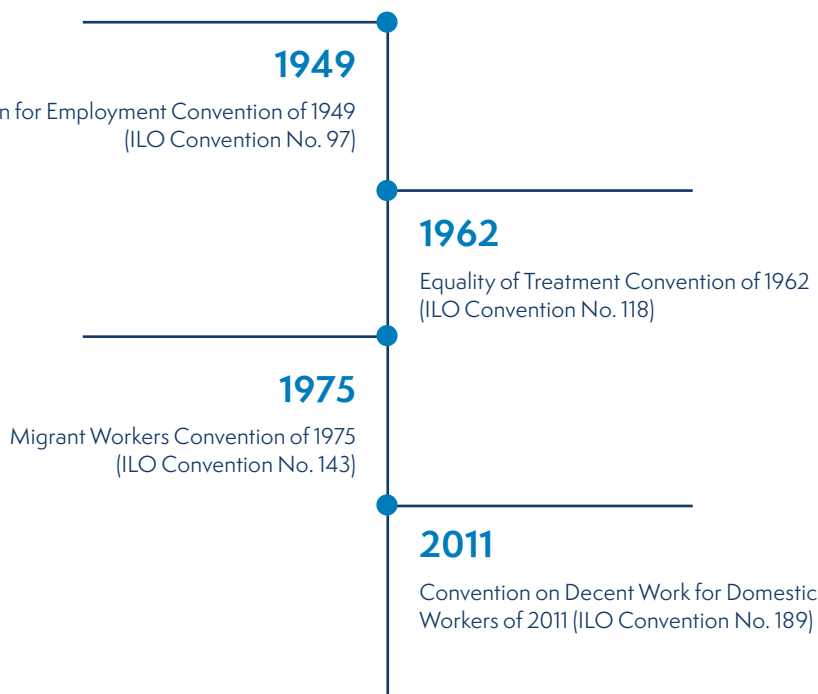 1949
for Employment Convention of 1949
(ILO Convention No. 97)
1962
Equality of Treatment Convention of 1962
(ILO Convention No. 118)
1975
Migrant Workers Convention of 1975
(ILO Convention No. 143)
2011
Convention on Decent Work for Domestic
Workers of 2011 (ILO Convention No. 189)